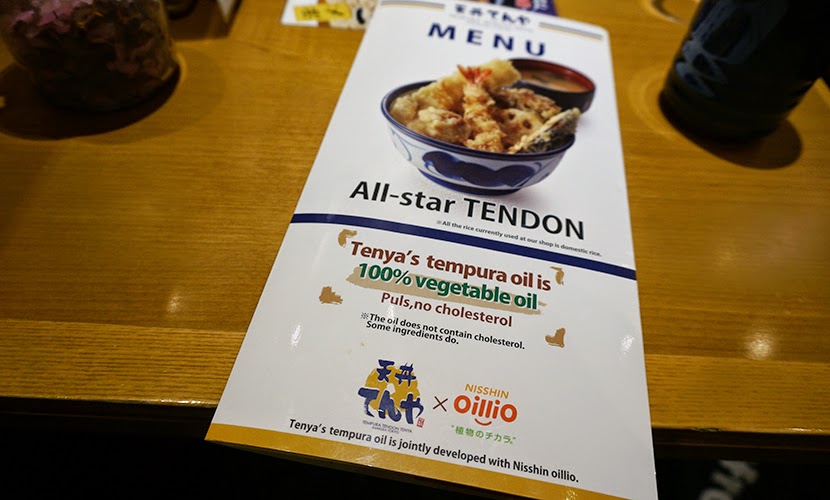 天丼てんや
MENU
All-star TENDON
※All the rice currently used at our shop is domestic rice.
Tenya's tempura oil is
100% vegetable oil
Puls,no cholesterol
※The oil does not contain cholesterol.
Some ingredients do.
天丼
てんや
TEMPURA TENDON TENYA
×
NISSHIN
OilliO
"植物のチカラ"
Tenya's tempura oil is jointly developed with Nisshin oillio.